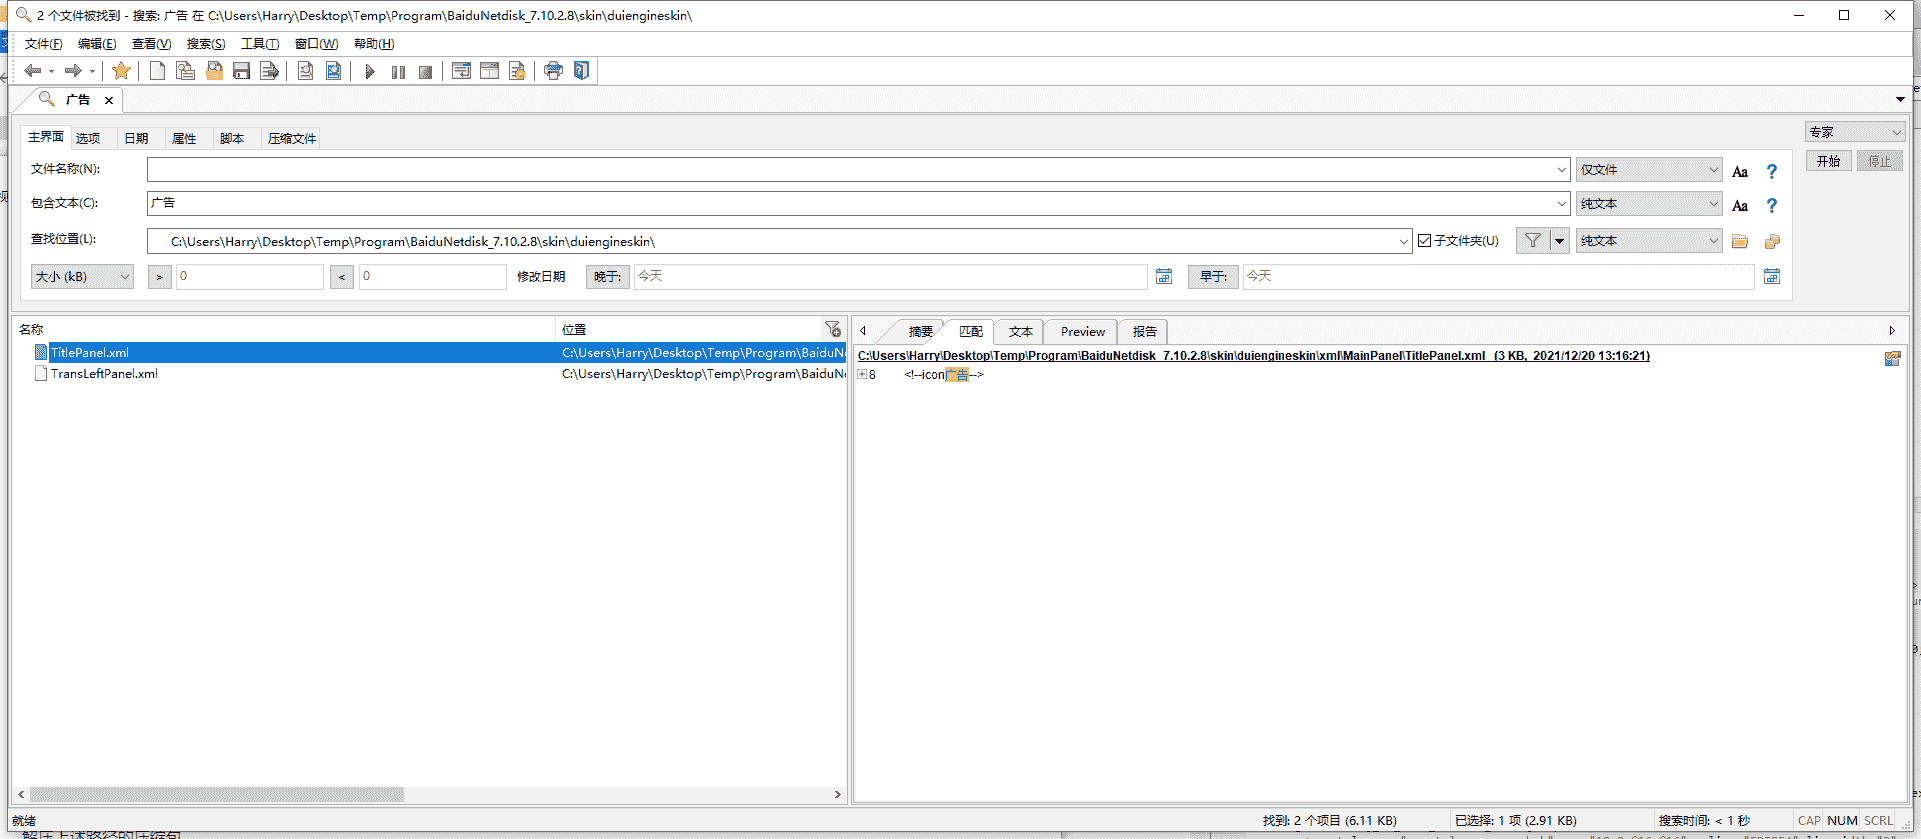 2 个文件被找到 - 搜索: 广告 在 C:\Users\Harry\Desktop\Temp\Program\BaiduNetdisk_7.10.2.8\skin\duiengineskin\
文件(F) 编辑(E) 查看(V) 搜索(S) 工具(T) 窗口(W) 帮助(H)
广告
主界面 选项 日期 属性 脚本 压缩文件
专家
文件名称(N): 仅文件 Aa ?
开始 停止
包含文本(C): 广告 纯文本 Aa ?
查找位置(L): C:\Users\Harry\Desktop\Temp\Program\BaiduNetdisk_7.10.2.8\skin\duiengineskin\ 子文件夹(U) 纯文本
大小 (kB) > 0 < 0 修改日期 晚于: 今天 早于: 今天
名称 位置
TitlePanel.xml C:\Users\Harry\Desktop\Temp\Program\BaiduN
TransLeftPanel.xml C:\Users\Harry\Desktop\Temp\Program\BaiduN
摘要 匹配 文本 Preview 报告
C:\Users\Harry\Desktop\Temp\Program\BaiduNetdisk_7.10.2.8\skin\duiengineskin\xml\MainPanel\TitlePanel.xml (3 KB, 2021/12/20 13:16:21)
8 <!--icon广告-->
就绪 找到: 2 个项目 (6.11 KB) 已选择: 1 项 (2.91 KB) 搜索时间: < 1 秒 CAP NUM SCRL